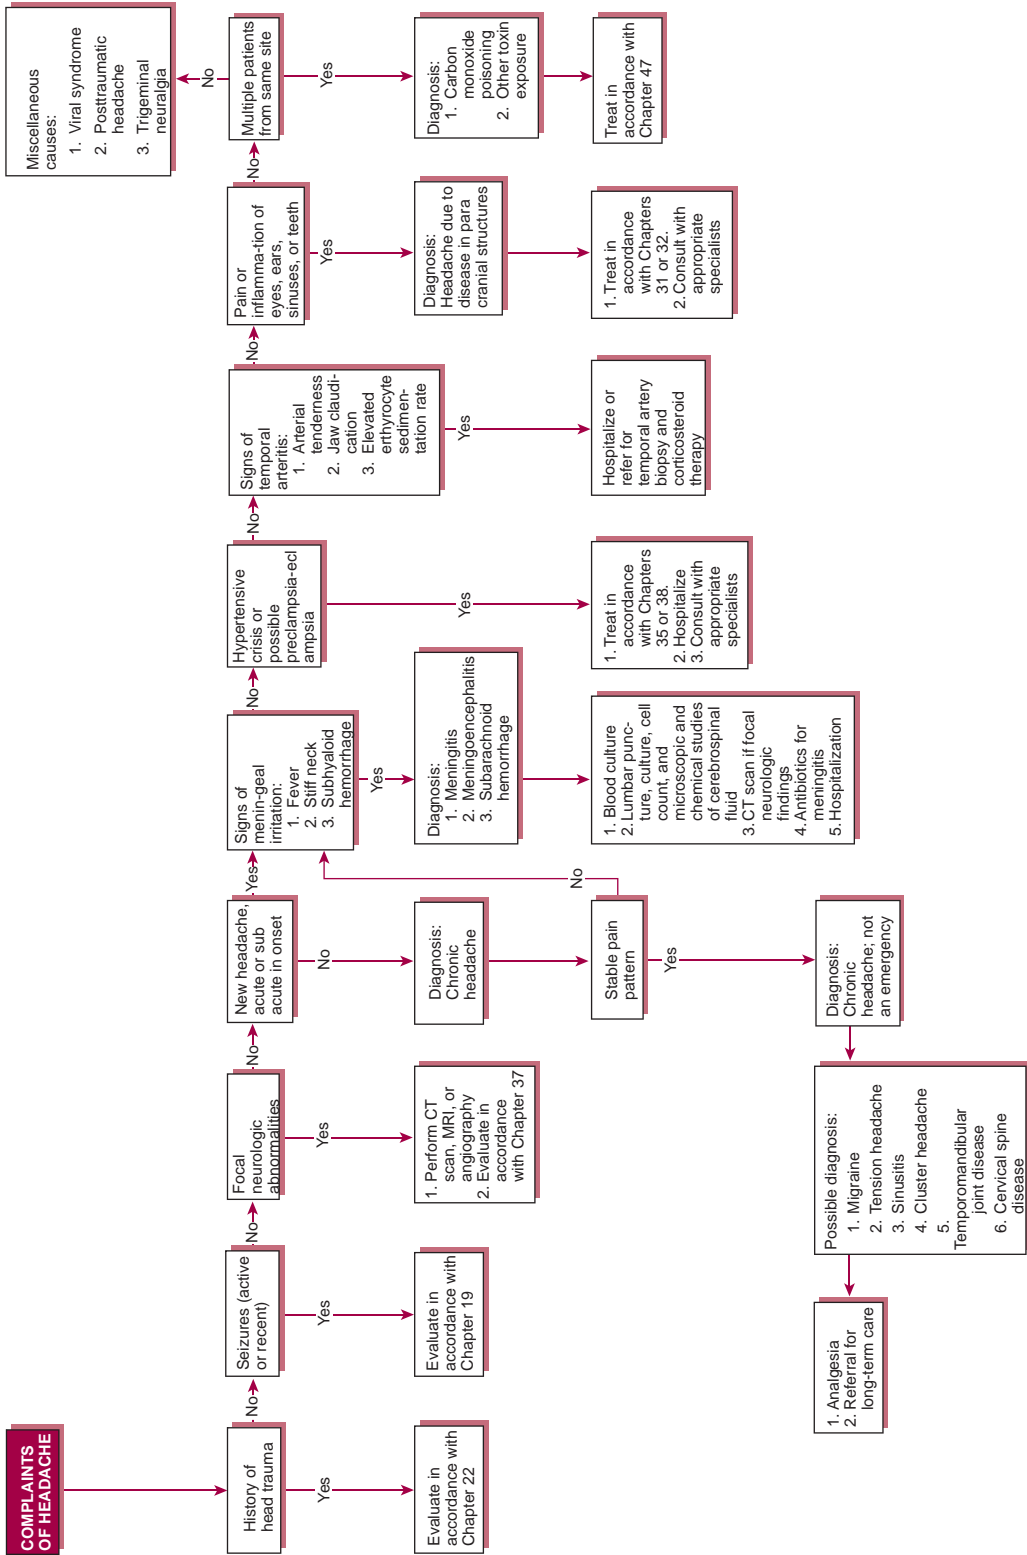 COMPLAINTS
OF HEADACHE
History of
head trauma
Yes
Evaluate in
accordance with
Chapter 22
No
Seizures (active
or recent)
Yes
Evaluate in
accordance with
Chapter 19
No
Focal
neurologic
abnormalities
Yes
1. Perform CT
scan, MRI, or
angiography
2. Evaluate in
accordance
with Chapter 37
No
New headache,
acute or sub
acute in onset
No
Diagnosis:
Chronic
headache
Stable pain
pattern
No
Yes
Diagnosis:
Chronic
headache; not
an emergency
Possible diagnosis:
1. Migraine
2. Tension headache
3. Sinusitis
4. Cluster headache
5.
Temporomandibular
joint disease
6. Cervical spine
disease
1. Analgesia
2. Referral for
long-term care
Yes
Signs of
menin-geal
irritation:
1. Fever
2. Stiff neck
3. Subhyaloid
hemorrhage
Yes
Diagnosis:
1. Meningitis
2. Meningoencephalitis
3. Subarachnoid
hemorrhage
1. Blood culture
2. Lumbar punc-
ture, culture, cell
count, and
microscopic and
chemical studies
of cerebrospinal
fluid
3. CT scan if focal
neurologic
findings
4. Antibiotics for
meningitis
5. Hospitalization
No
Hypertensive
crisis or
possible
preclampsia-ecl
ampsia
Yes
1. Treat in
accordance
with Chapters
35 or 38.
2. Hospitalize
3. Consult with
appropriate
specialists
No
Signs of
temporal
arteritis:
1. Arterial
tenderness
2. Jaw claudi-
cation
3. Elevated
erthyrocyte
sedimen-
tation rate
Yes
Hospitalize or
refer for
temporal artery
biopsy and
corticosteroid
therapy
No
Pain or
inflamma-tion of
eyes, ears,
sinuses, or teeth
Yes
Diagnosis:
Headache due to
disease in para
cranial structures
1. Treat in
accordance
with Chapters
31 or 32.
2. Consult with
appropriate
specialists
No
Multiple patients
from same site
Yes
Diagnosis:
1. Carbon
monoxide
poisoning
2. Other toxin
exposure
Treat in
accordance with
Chapter 47
No
Miscellaneous
causes:
1. Viral syndrome
2. Posttraumatic
headache
3. Trigeminal
neuralgia